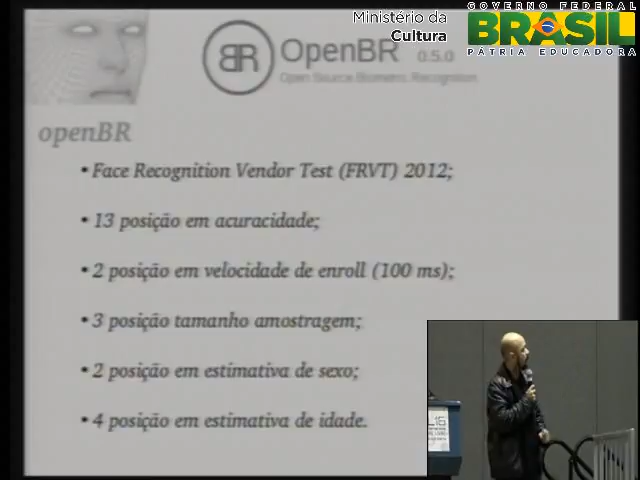 Ministério da
Cultura
GOVERNO FEDERAL
BRASIL
PÁTRIA EDUCADORA
BR OpenBR 0.5.0
Open Source Biometric Recognition
openBR
• Face Recognition Vendor Test (FRVT) 2012;
• 13 posição em acuracidade;
• 2 posição em velocidade de enroll (100 ms);
• 3 posição tamanho amostragem;
• 2 posição em estimativa de sexo;
• 4 posição em estimativa de idade.